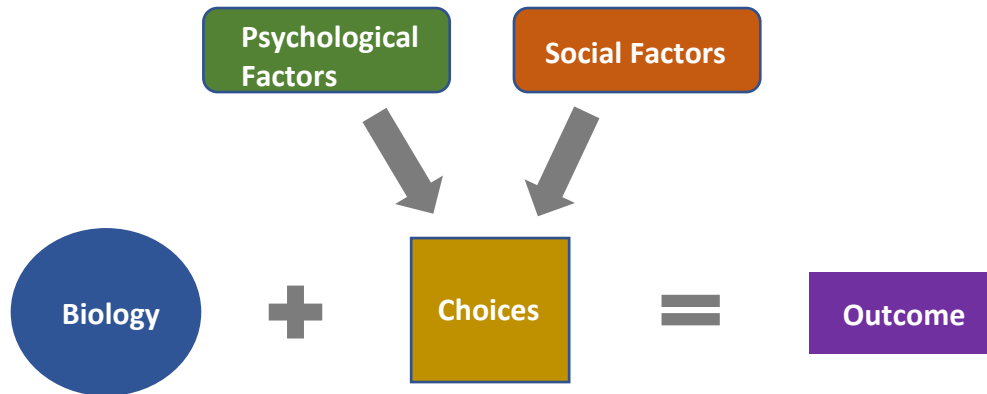 Psychological
Factors
Social Factors
Biology
Choices
Outcome